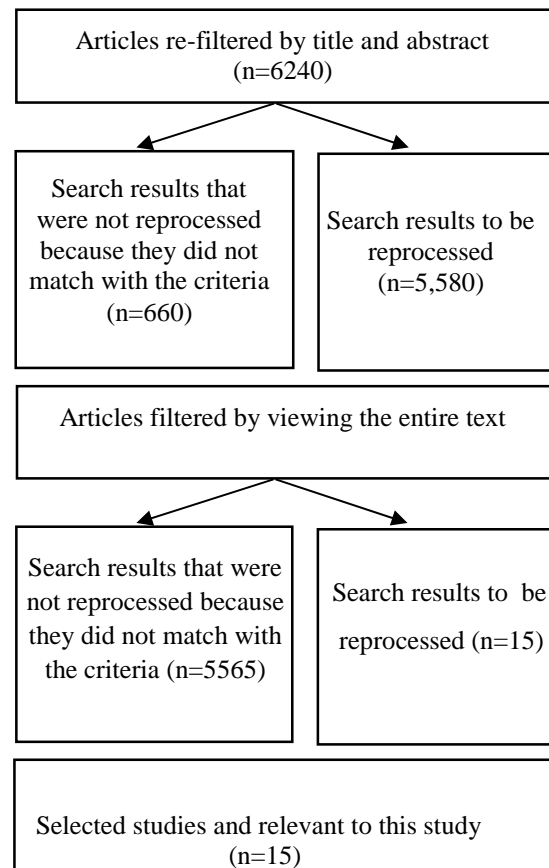 Articles re-filtered by title and abstract
(n=6240)
Search results that
were not reprocessed
because they did not
match with the criteria
(n=660)
Search results to be
reprocessed
(n=5,580)
Articles filtered by viewing the entire text
Search results that were
not reprocessed because
they did not match with
the criteria (n=5565)
Search results to be
reprocessed (n=15)
Selected studies and relevant to this study
(n=15)